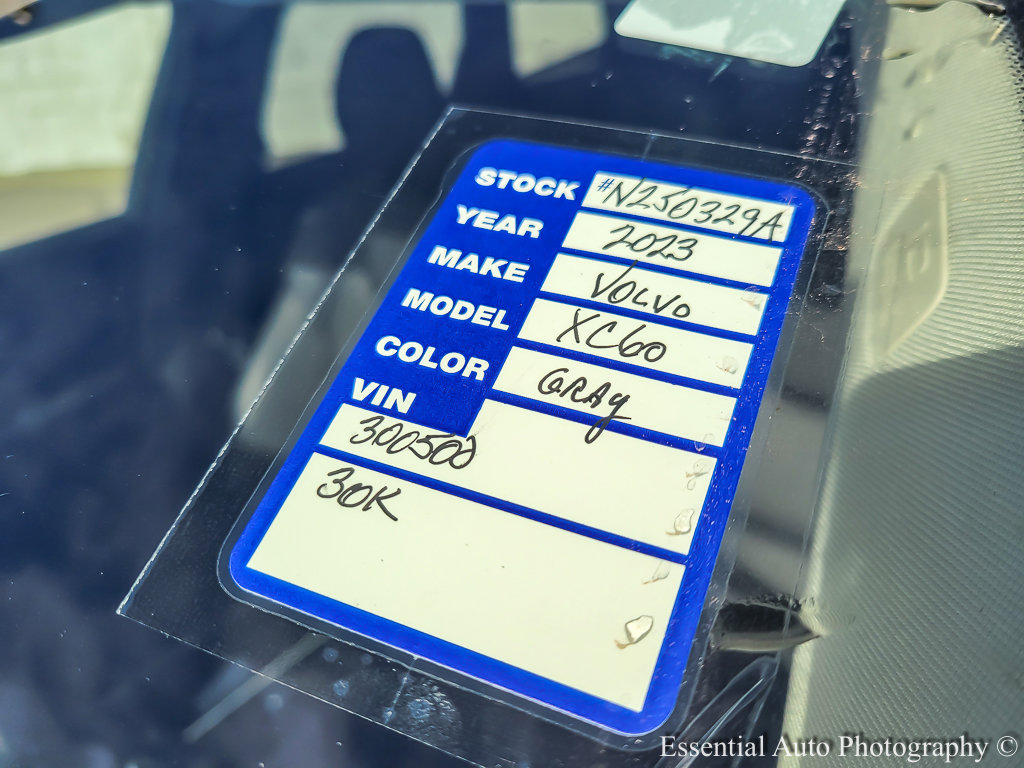 STOCK #N250329A
YEAR 2023
MAKE VOLVO
MODEL XC60
COLOR GRAY
VIN
300500
30K
Essential Auto Photography ©